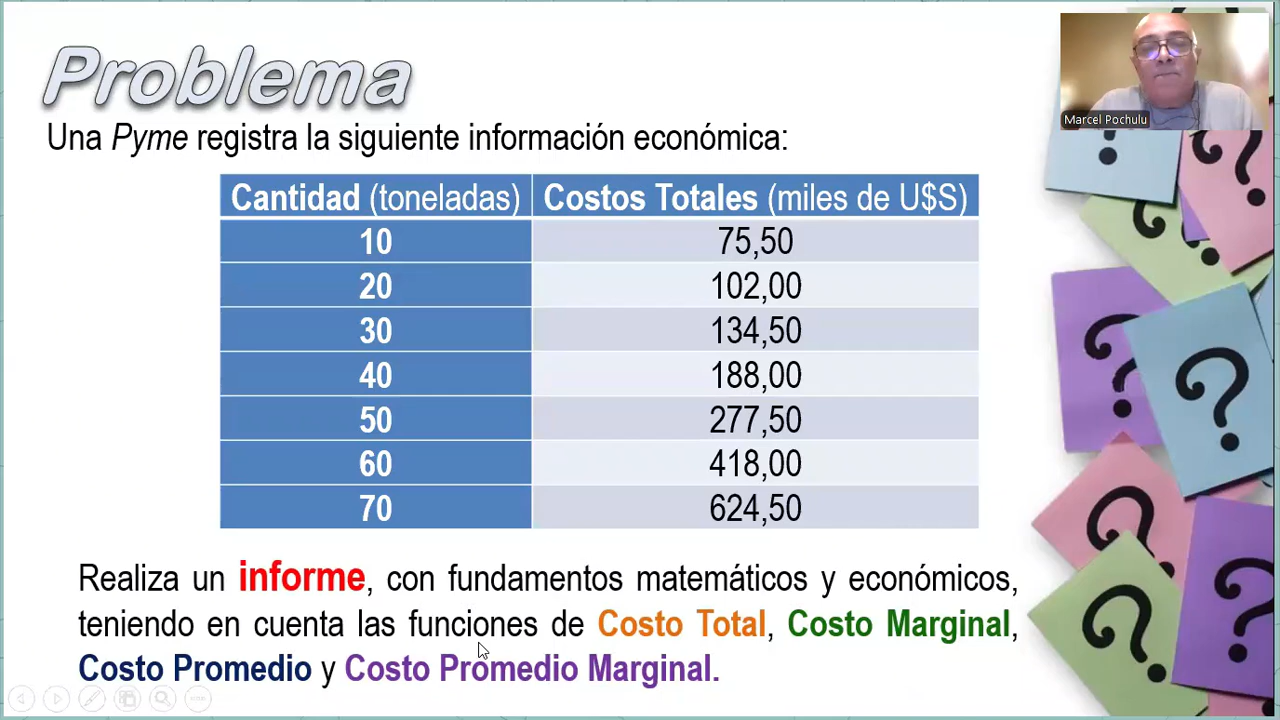 Problema
Marcel Pochulu
Una Pyme registra la siguiente información económica:
Cantidad (toneladas) Costos Totales (miles de U$S)
10 75,50
20 102,00
30 134,50
40 188,00
50 277,50
60 418,00
70 624,50
Realiza un informe, con fundamentos matemáticos y económicos,
teniendo en cuenta las funciones de Costo Total, Costo Marginal,
Costo Promedio y Costo Promedio Marginal.
? ? ? ? ? ? ? ?